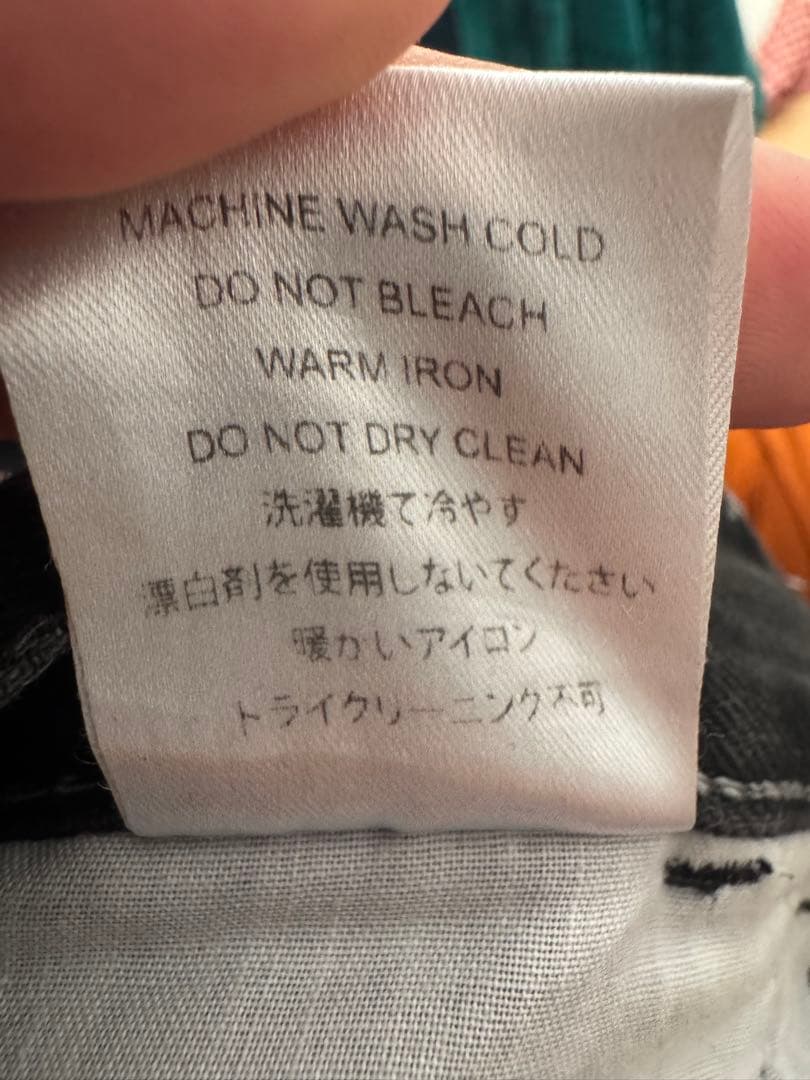 MACHINE WASH COLD
DO NOT BLEACH
WARM IRON
DO NOT DRY CLEAN
洗濯機て冷やす
漂白剤を使用しないてください
暖かいアイロン
トライクリーニング不可